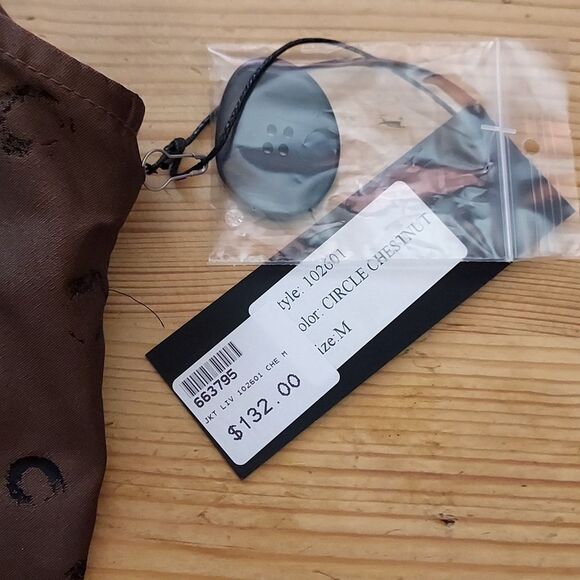 tyle: 102601
olor: CIRCLE CHESTNUT
ize:M
663795
JKT LIV 102601 CHE M
$132.00